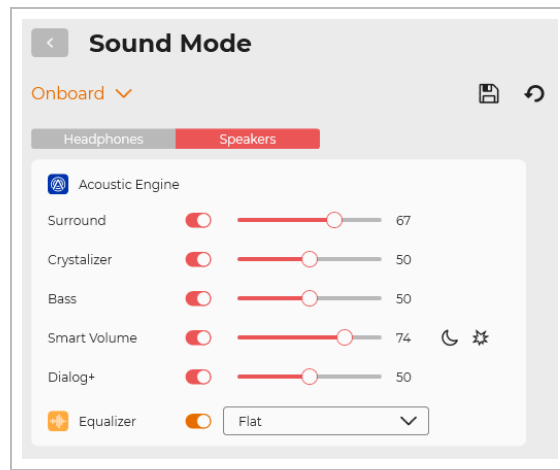 Sound Mode
Onboard
Headphones Speakers
Acoustic Engine
Surround 67
Crystalizer 50
Bass 50
Smart Volume 74
Dialog+ 50
Equalizer Flat